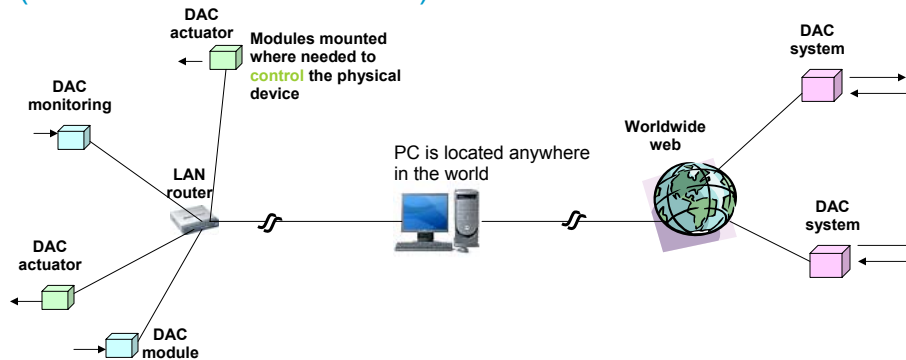 DAC
actuator
Modules mounted
where needed to
control the physical
device
DAC
monitoring
LAN
router
DAC
actuator
DAC
module
PC is located anywhere
in the world
Worldwide
web
DAC
system
DAC
system